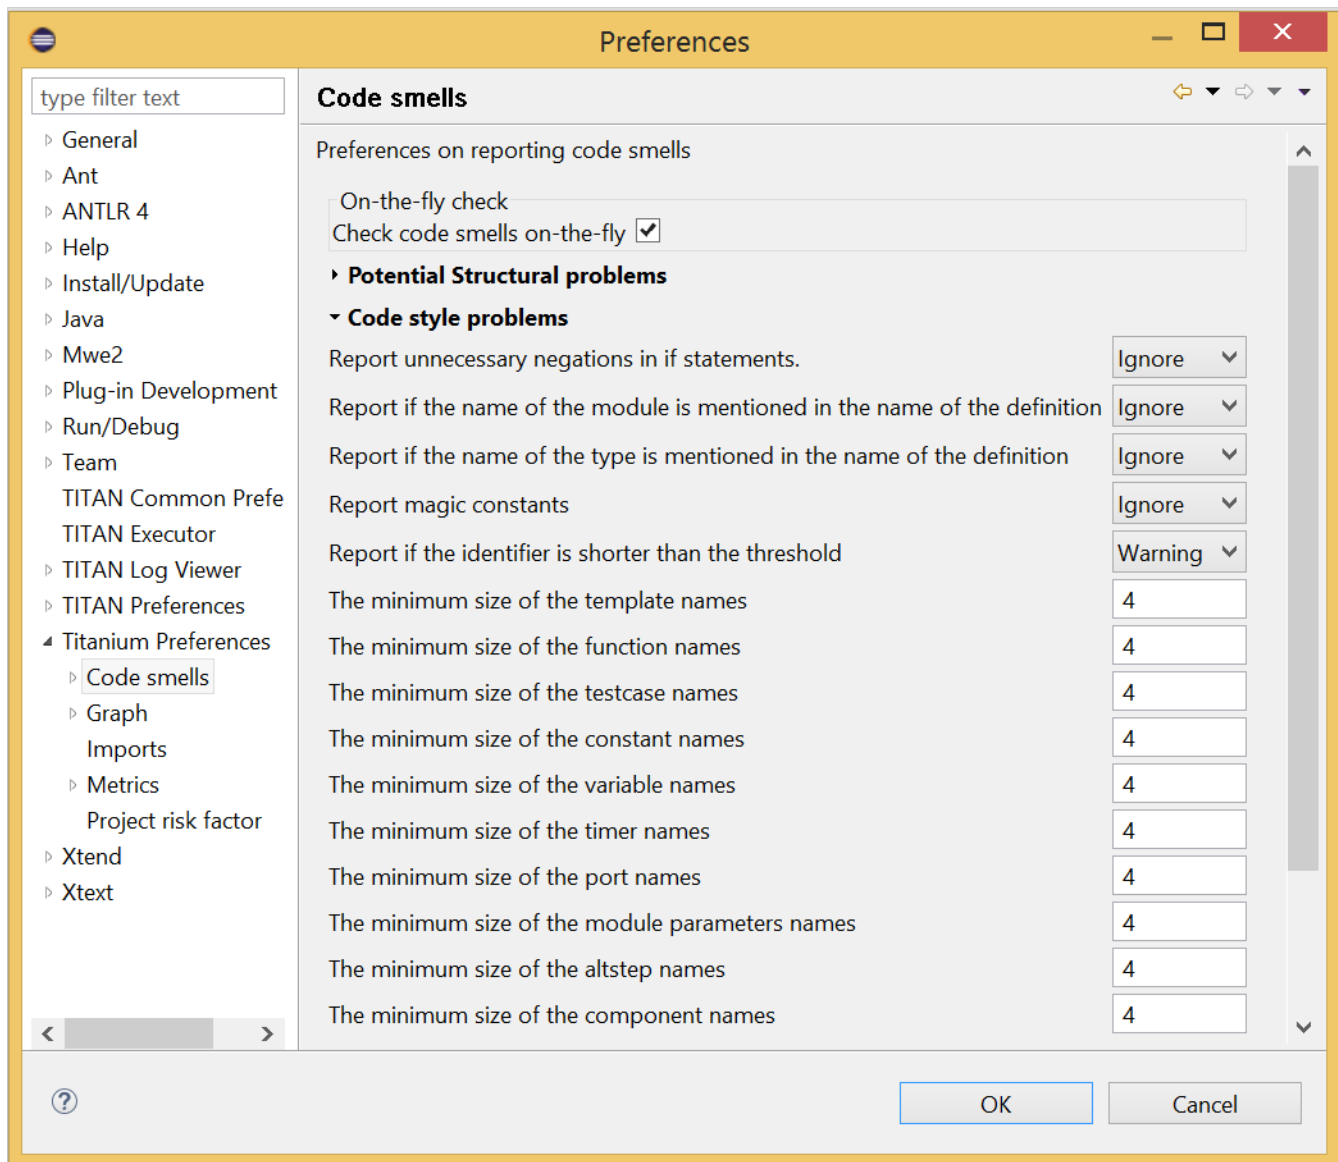 Preferences
type filter text
General
Ant
ANTLR 4
Help
Install/Update
Java
Mwe2
Plug-in Development
Run/Debug
Team
TITAN Common Prefe
TITAN Executor
TITAN Log Viewer
TITAN Preferences
Titanium Preferences
Code smells
Graph
Imports
Metrics
Project risk factor
Xtend
Xtext
Code smells
Preferences on reporting code smells
On-the-fly check
Check code smells on-the-fly
Potential Structural problems
Code style problems
Report unnecessary negations in if statements. Ignore
Report if the name of the module is mentioned in the name of the definition Ignore
Report if the name of the type is mentioned in the name of the definition Ignore
Report magic constants Ignore
Report if the identifier is shorter than the threshold Warning
The minimum size of the template names 4
The minimum size of the function names 4
The minimum size of the testcase names 4
The minimum size of the constant names 4
The minimum size of the variable names 4
The minimum size of the timer names 4
The minimum size of the port names 4
The minimum size of the module parameters names 4
The minimum size of the altstep names 4
The minimum size of the component names 4
OK Cancel